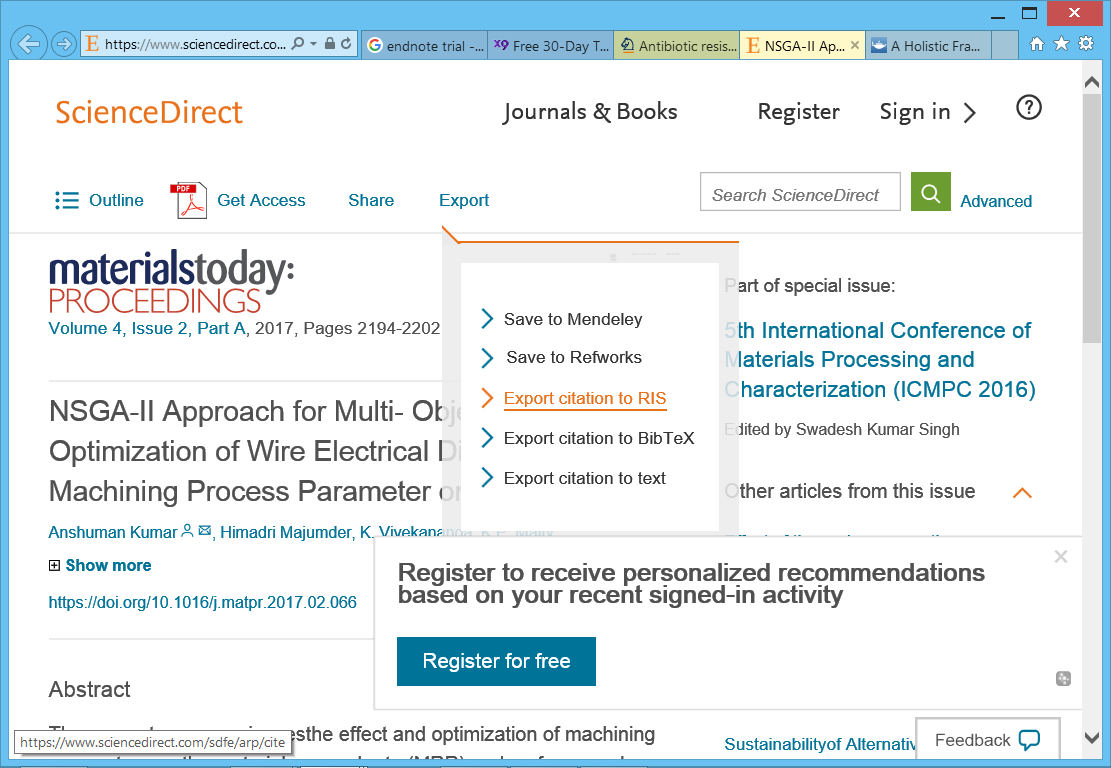 https://www.sciencedirect.co...
endnote trial -...
Free 30-Day T...
Antibiotic resis...
NSGA-II Ap...
A Holistic Fra...
ScienceDirect
Journals & Books
Register
Sign in
?
Outline
PDF
Get Access
Share
Export
Search ScienceDirect
Advanced
materialstoday:
PROCEEDINGS
Volume 4, Issue 2, Part A, 2017, Pages 2194-2202
Save to Mendeley
Save to Refworks
Export citation to RIS
Export citation to BibTeX
Export citation to text
Part of special issue:
5th International Conference of
Materials Processing and
Characterization (ICMPC 2016)
Edited by Swadesh Kumar Singh
Other articles from this issue
NSGA-II Approach for Multi- Obje
Optimization of Wire Electrical Di
Machining Process Parameter on
Anshuman Kumar, Himadri Majumder, K. Vivekananda, K.P. Maity
Show more
https://doi.org/10.1016/j.matpr.2017.02.066
Register to receive personalized recommendations
based on your recent signed-in activity
Register for free
Abstract
the effect and optimization of machining
https://www.sciencedirect.com/sdfe/arp/cite
Sustainabilityof Alternativ
Feedback